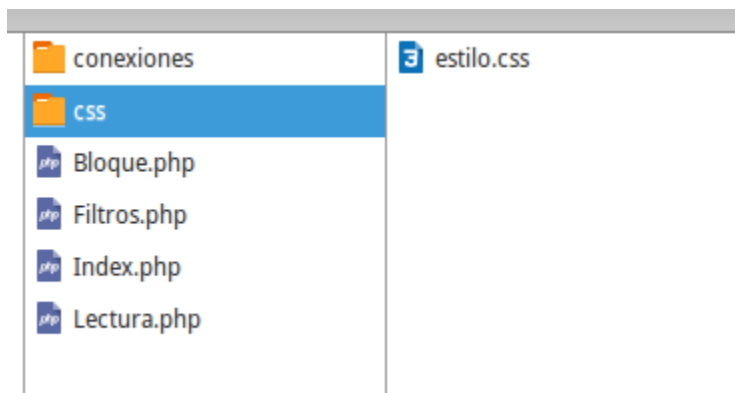 conexiones
css
Bloque.php
Filtros.php
Index.php
Lectura.php
estilo.css